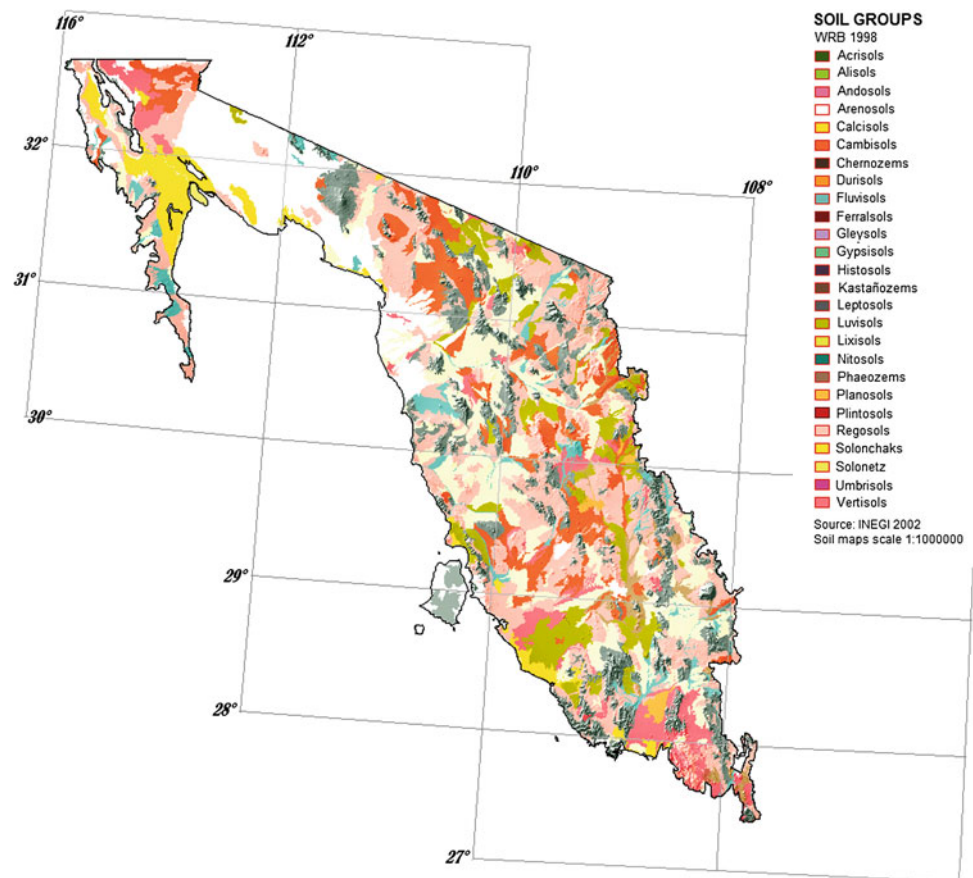 116°
112°
SOIL GROUPS
WRB 1998
Acrisols
Alisols
Andosols
Arenosols
Calcisols
Cambisols
Chernozems
Durisols
Fluvisols
Ferralsols
Gleysols
Gypsisols
Histosols
Kastañozems
Leptosols
Luvisols
Lixisols
Nitosols
Phaeozems
Planosols
Plintosols
Regosols
Solonchaks
Solonetz
Umbrisols
Vertisols
Source: INEGI 2002
Soil maps scale 1:1000000
32°
110°
108°
31°
30°
29°
28°
27°